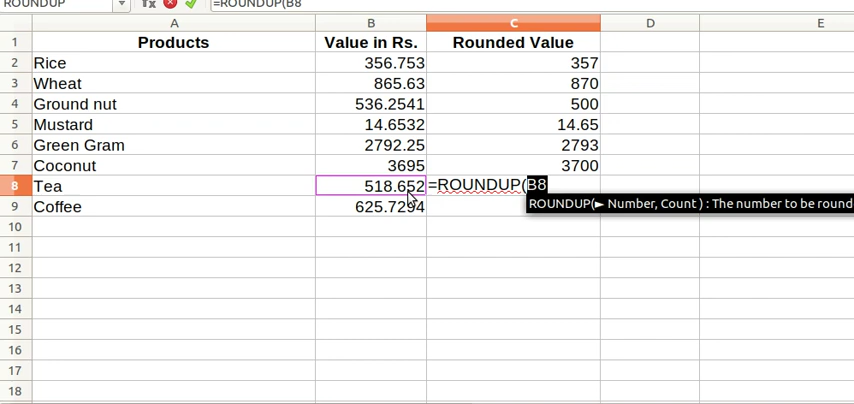 ROUNDUP =ROUNDUP(B8
A B C D E
1 Products Value in Rs. Rounded Value
2 Rice 356.753 357
3 Wheat 865.63 870
4 Ground nut 536.2541 500
5 Mustard 14.6532 14.65
6 Green Gram 2792.25 2793
7 Coconut 3695 3700
8 Tea 518.652 =ROUNDUP(B8
ROUNDUP(► Number, Count ) : The number to be round
9 Coffee 625.7294
10
11
12
13
14
15
16
17
18